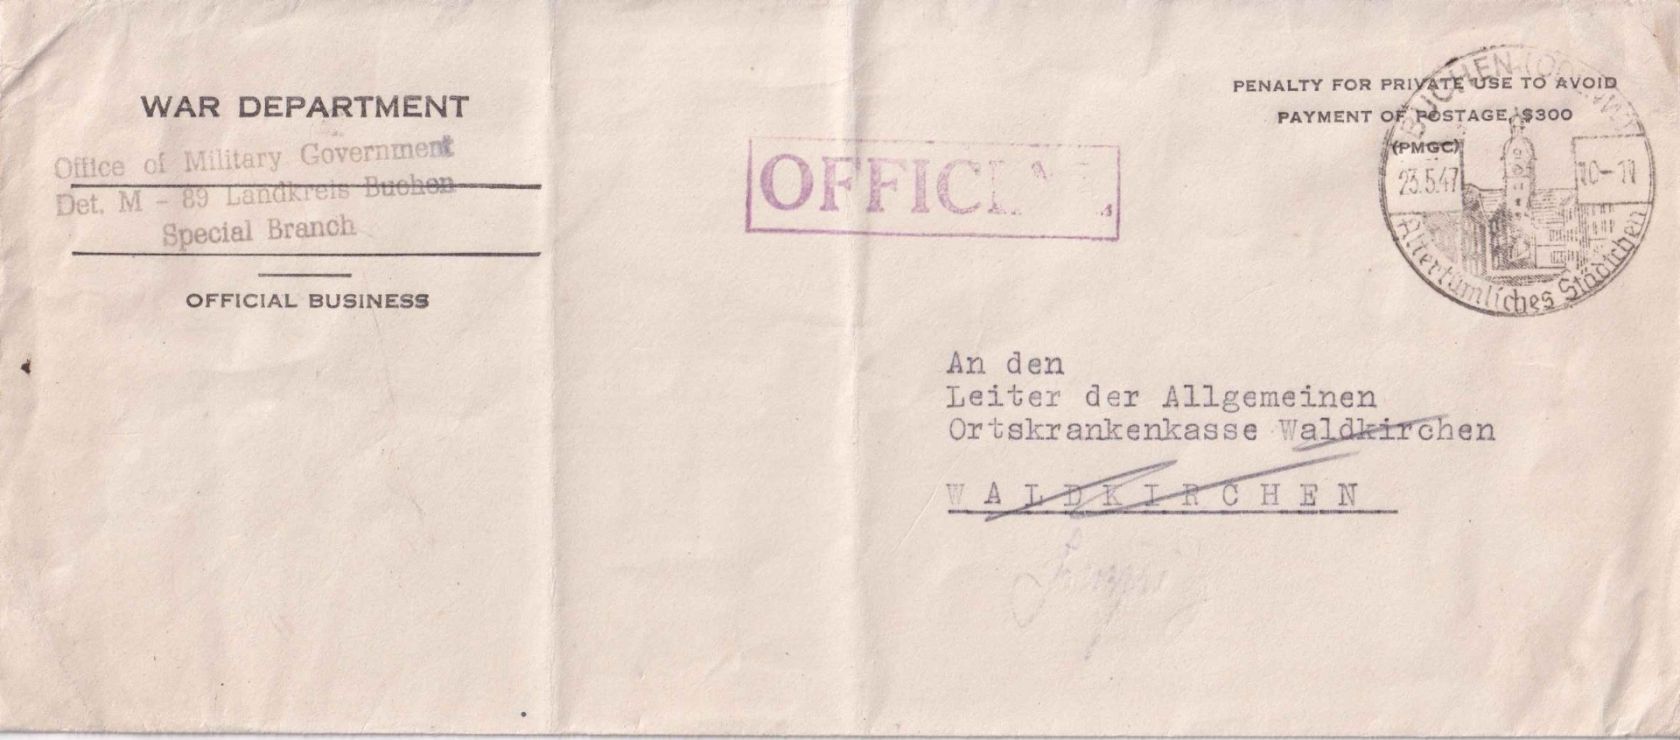 WAR DEPARTMENT
Office of Military Government
Det. M - 89 Landkreis Buchen
Special Branch
OFFICIAL BUSINESS
OFFICIAL
PENALTY FOR PRIVATE USE TO AVOID
PAYMENT OF POSTAGE, $300
(PMGC)
BUCHEN
23.5.47
10-11
Altertümliches Städtchen
An den
Leiter der Allgemeinen
Ortskrankenkasse Waldkirchen
WALDKIRCHEN